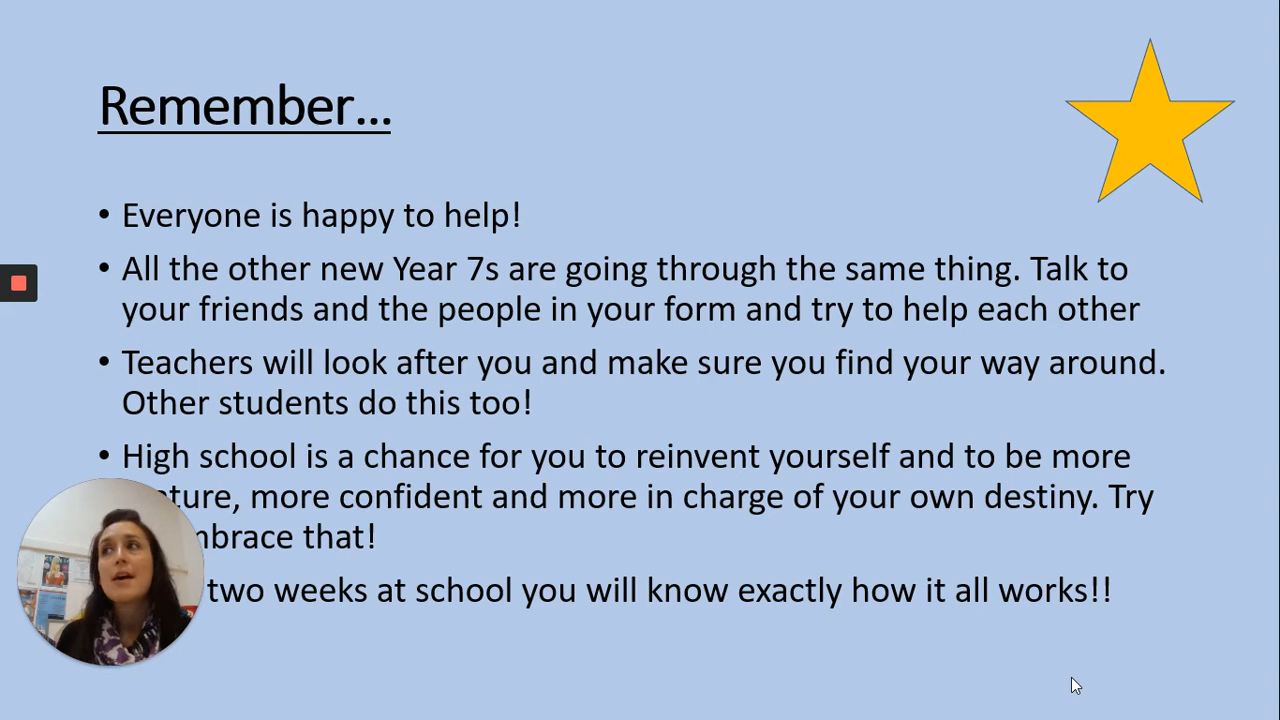 Remember...
• Everyone is happy to help!
• All the other new Year 7s are going through the same thing. Talk to
your friends and the people in your form and try to help each other
• Teachers will look after you and make sure you find your way around.
Other students do this too!
• High school is a chance for you to reinvent yourself and to be more
ature, more confident and more in charge of your own destiny. Try
mbrace that!
two weeks at school you will know exactly how it all works!!